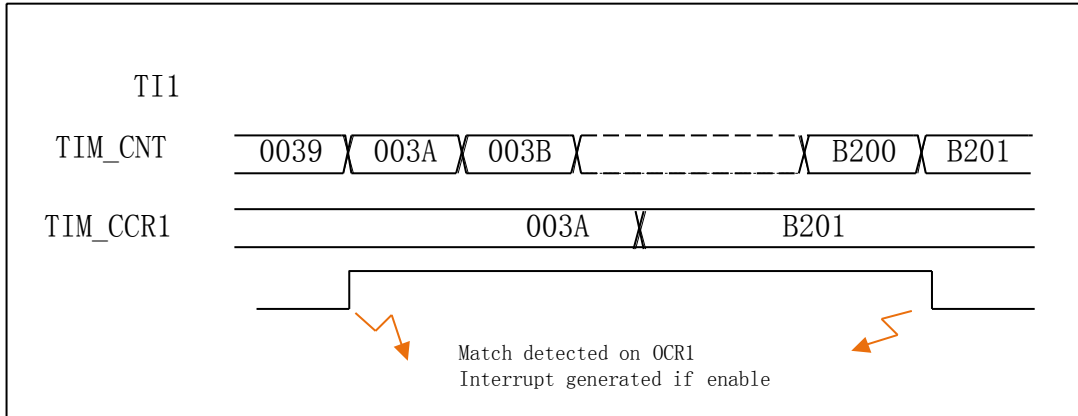 TI1
TIM_CNT 0039 003A 003B B200 B201
TIM_CCR1 003A B201
Match detected on OCR1
Interrupt generated if enable